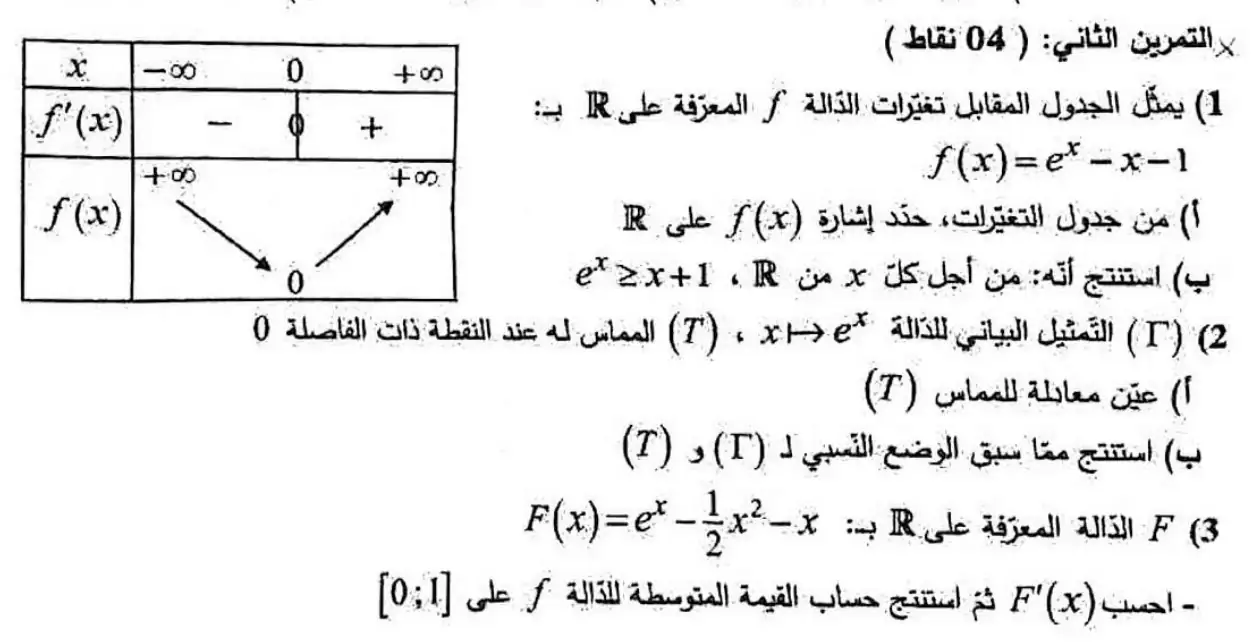 التمرين الثاني: ( 04 نقاط )
1) يمثّل الجدول المقابل تغيّرات الدّالة f المعرّفة على ℝ بـ:
f(x)=e^x − x − 1
أ) من جدول التغيّرات، حدّد إشارة f(x) على ℝ
ب) استنتج أنّه: من أجل كلّ x من ℝ ، e^x ≥ x+1
x −∞ 0 +∞
f′(x) − 0 +
f(x) +∞ 0 +∞
2) (Γ) التّمثيل البياني للدّالة x ↦ e^x ، (T) المماس له عند النقطة ذات الفاصلة 0
أ) عيّن معادلة للمماس (T)
ب) استنتج ممّا سبق الوضع النّسبي لـ (Γ) و (T)
3) F الدّالة المعرّفة على ℝ بـ: F(x)=e^x − 1/2 x² − x
- احسب F′(x) ثمّ استنتج حساب القيمة المتوسطة للدّالة f على [0;1]